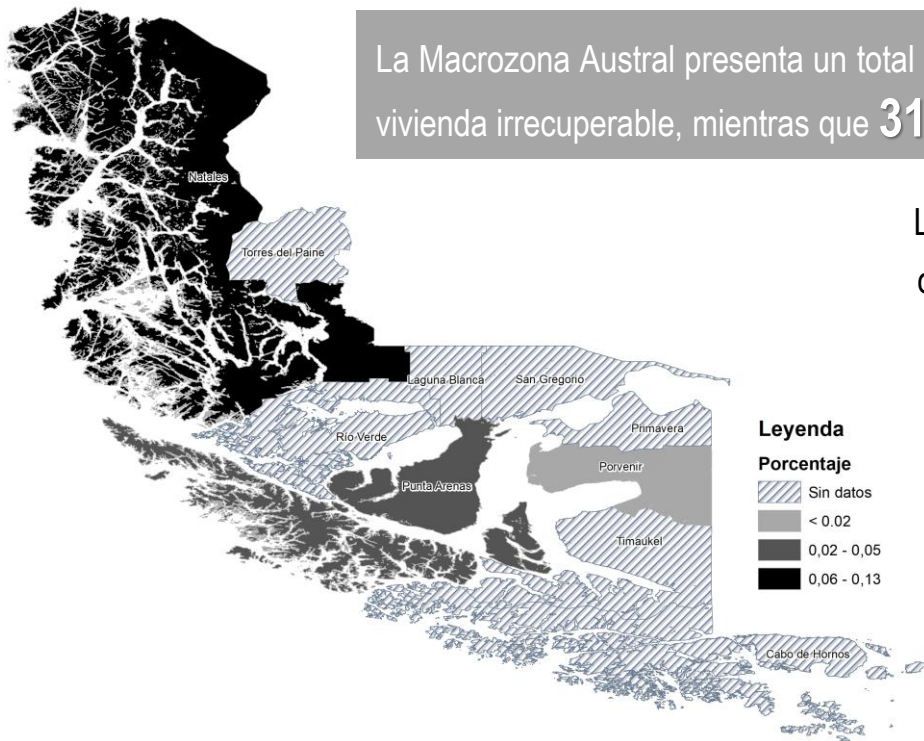 La Macrozona Austral presenta un total
vivienda irrecuperable, mientras que 31
L
Natales
Torres del Paine
Laguna Blanca
San Gregorio
Río Verde
Primavera
Punta Arenas
Porvenir
Timaukel
Cabo de Hornos
Leyenda
Porcentaje
Sin datos
< 0.02
0,02 - 0,05
0,06 - 0,13